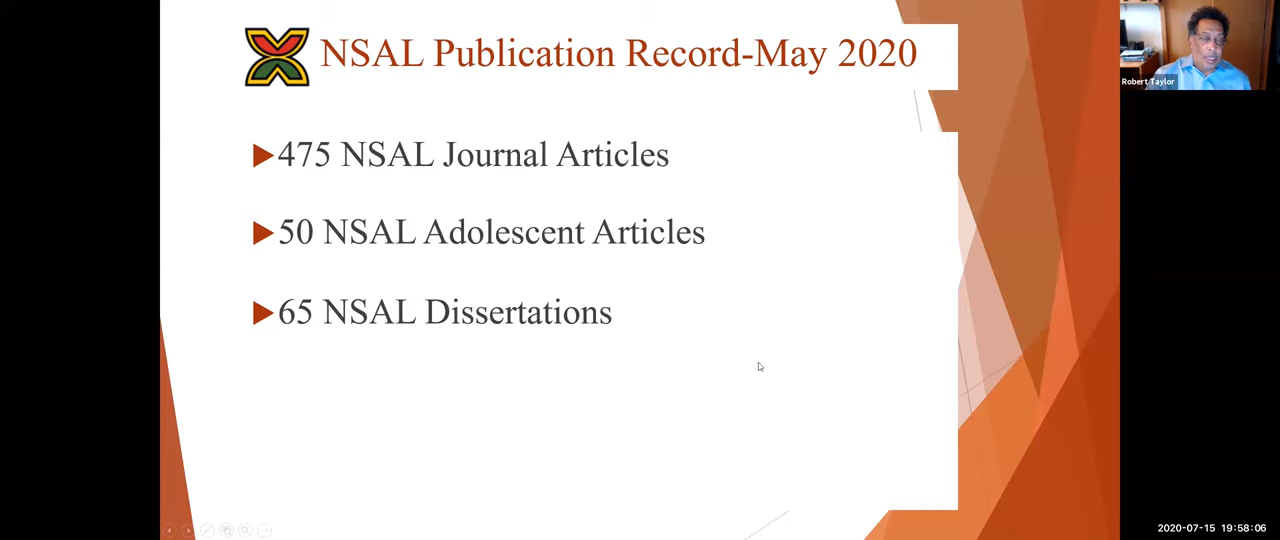 NSAL Publication Record-May 2020
475 NSAL Journal Articles
50 NSAL Adolescent Articles
65 NSAL Dissertations
Robert Taylor
2020-07-15 19:58:06